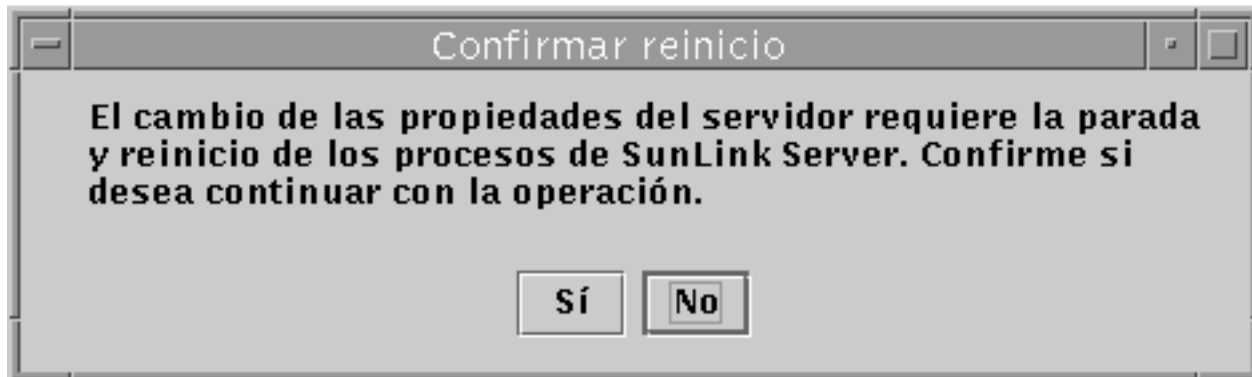 Confirmar reinicio
El cambio de las propiedades del servidor requiere la parada
y reinicio de los procesos de SunLink Server. Confirme si
desea continuar con la operación.
Sí No